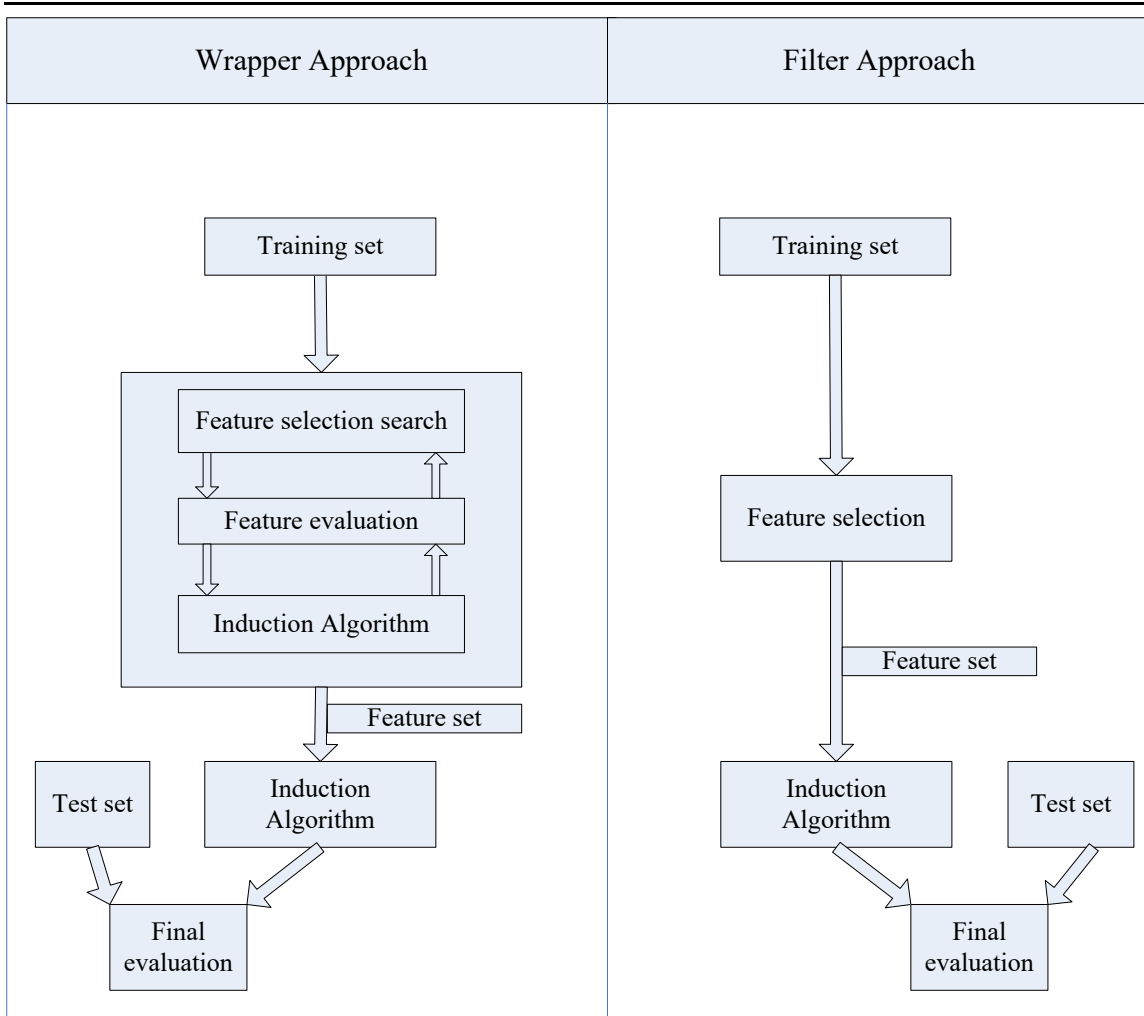 Wrapper Approach
Filter Approach
Training set
Feature selection search
Feature evaluation
Induction Algorithm
Feature set
Test set
Induction
Algorithm
Final
evaluation
Training set
Feature selection
Feature set
Induction
Algorithm
Test set
Final
evaluation